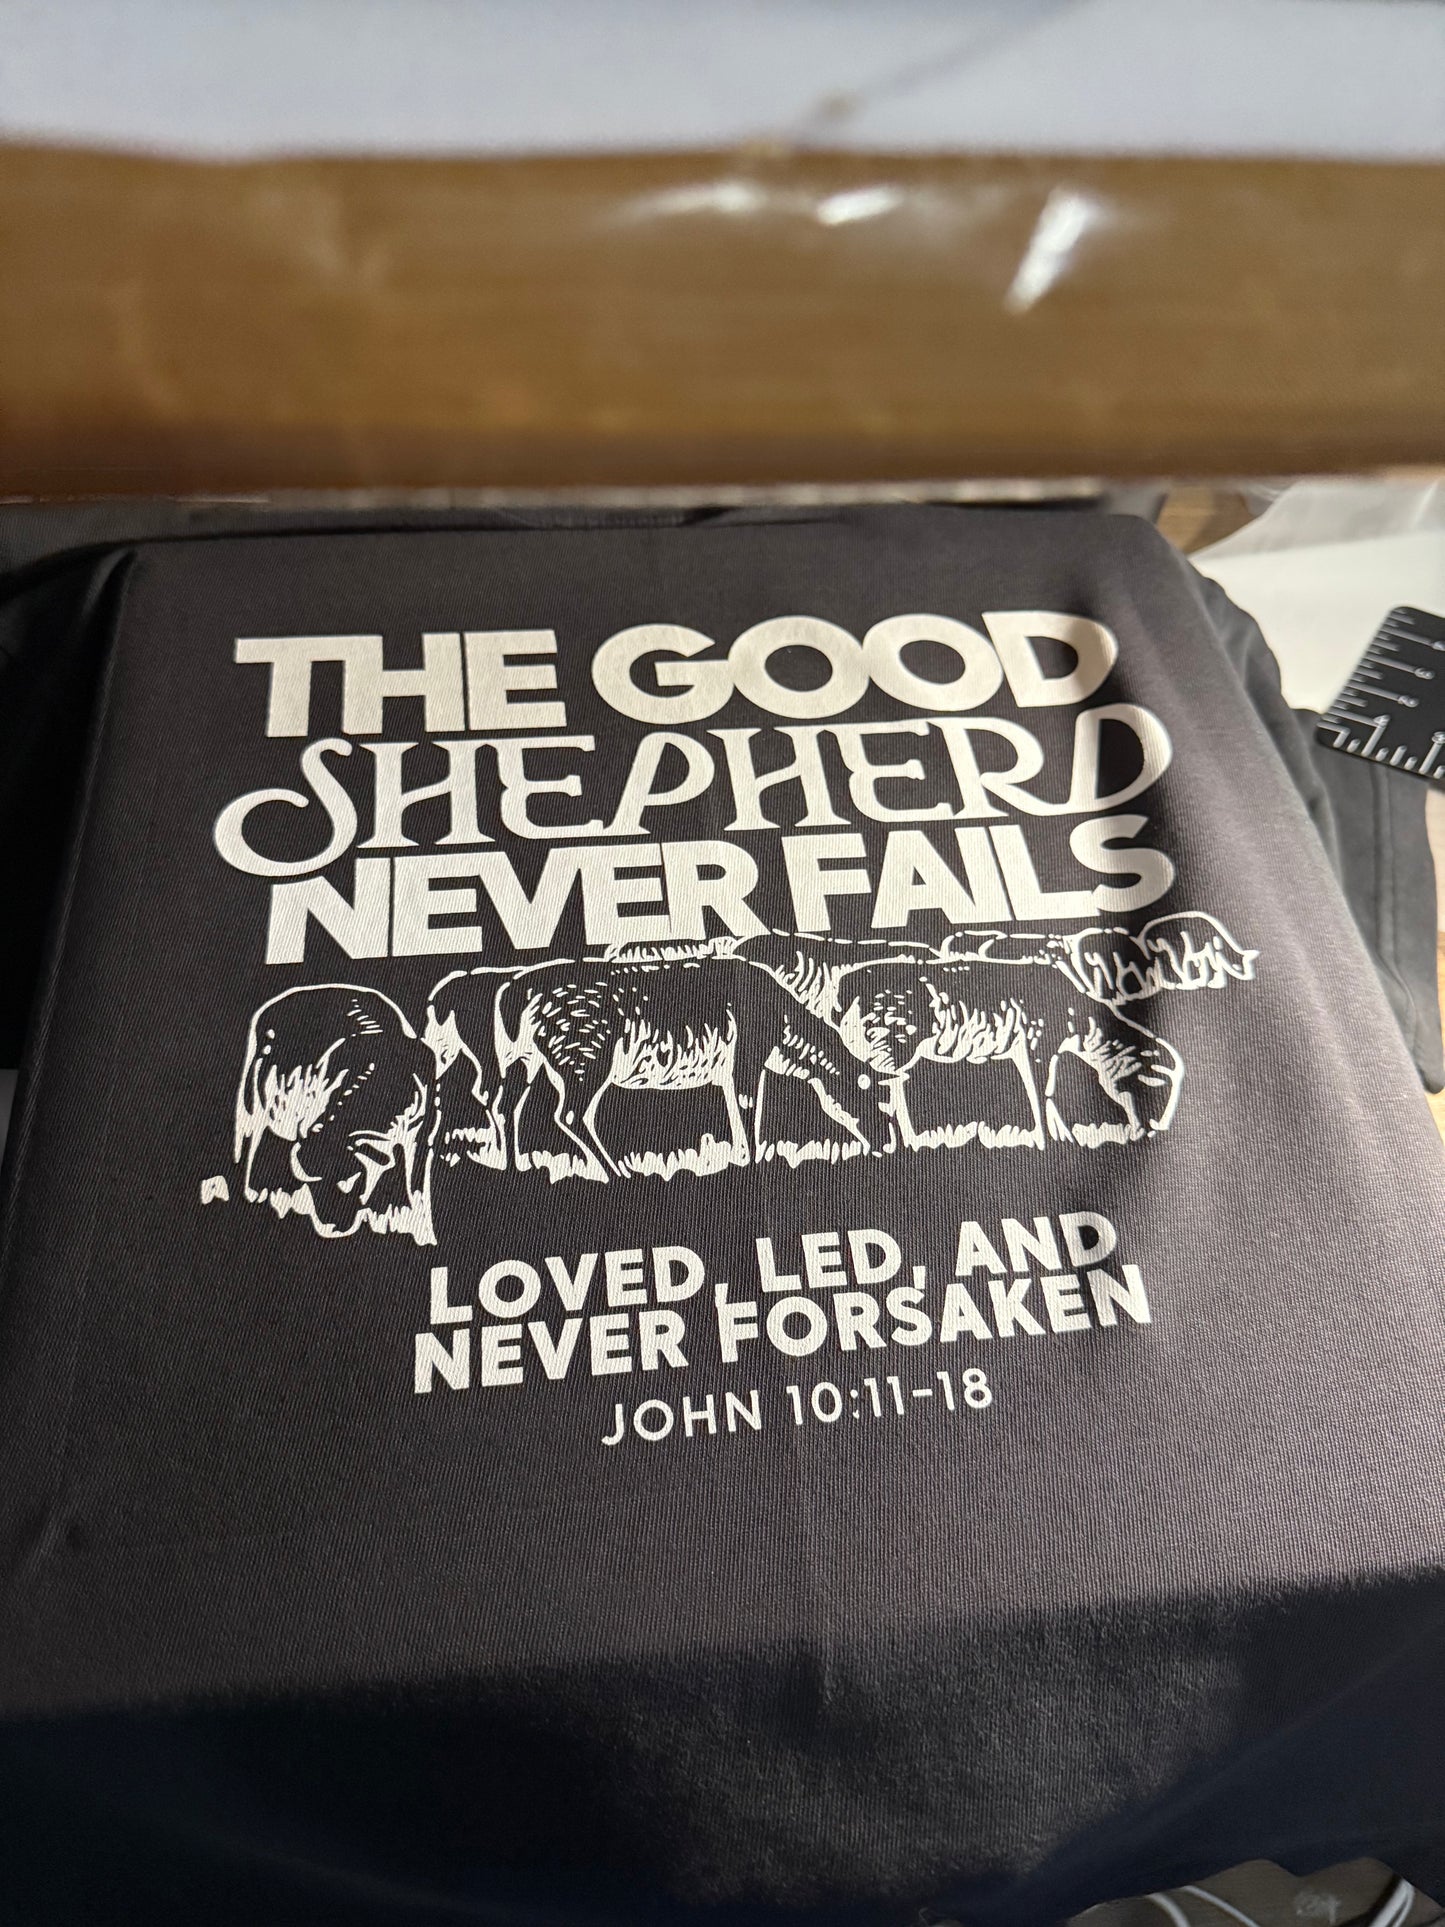 THE GOOD
SHEPHERD
NEVER FAILS
LOVED, LED, AND
NEVER FORSAKEN
JOHN 10:11-18